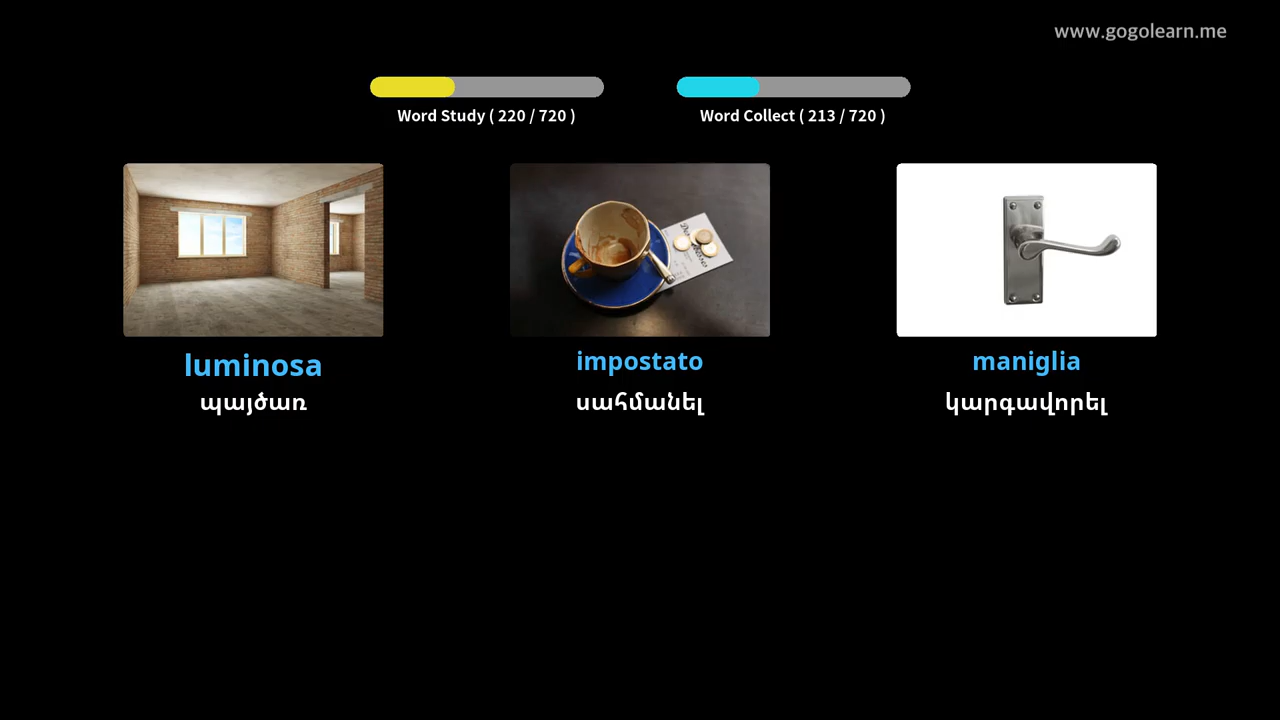 www.gogolearn.me
Word Study ( 220 / 720 )
Word Collect ( 213 / 720 )
luminosa
պայծառ
impostato
սահմանել
maniglia
կարգավորել